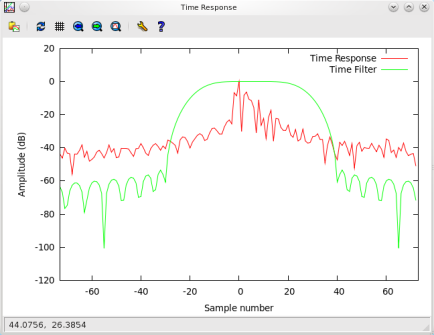 Time Response
20
0
-20
-40
-60
-80
-100
-120
Amplitude (dB)
Time Response
Time Filter
-60 -40 -20 0 20 40 60
Sample number
44.0756, 26.3854